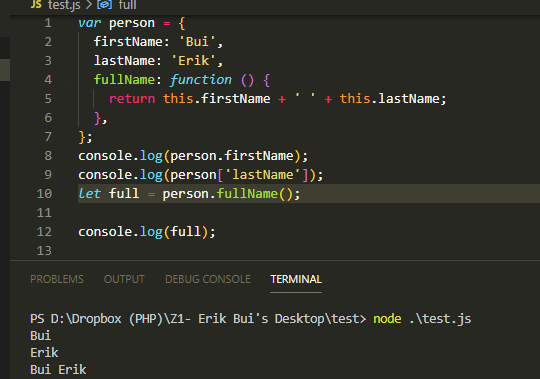 JS test.js > full
1 var person = {
2   firstName: 'Bui',
3   lastName: 'Erik',
4   fullName: function () {
5     return this.firstName + ' ' + this.lastName;
6   },
7 };
8 console.log(person.firstName);
9 console.log(person['lastName']);
10 let full = person.fullName();
11
12 console.log(full);
13
PROBLEMS OUTPUT DEBUG CONSOLE TERMINAL
PS D:\Dropbox (PHP)\Z1- Erik Bui's Desktop\test> node .\test.js
Bui
Erik
Bui Erik